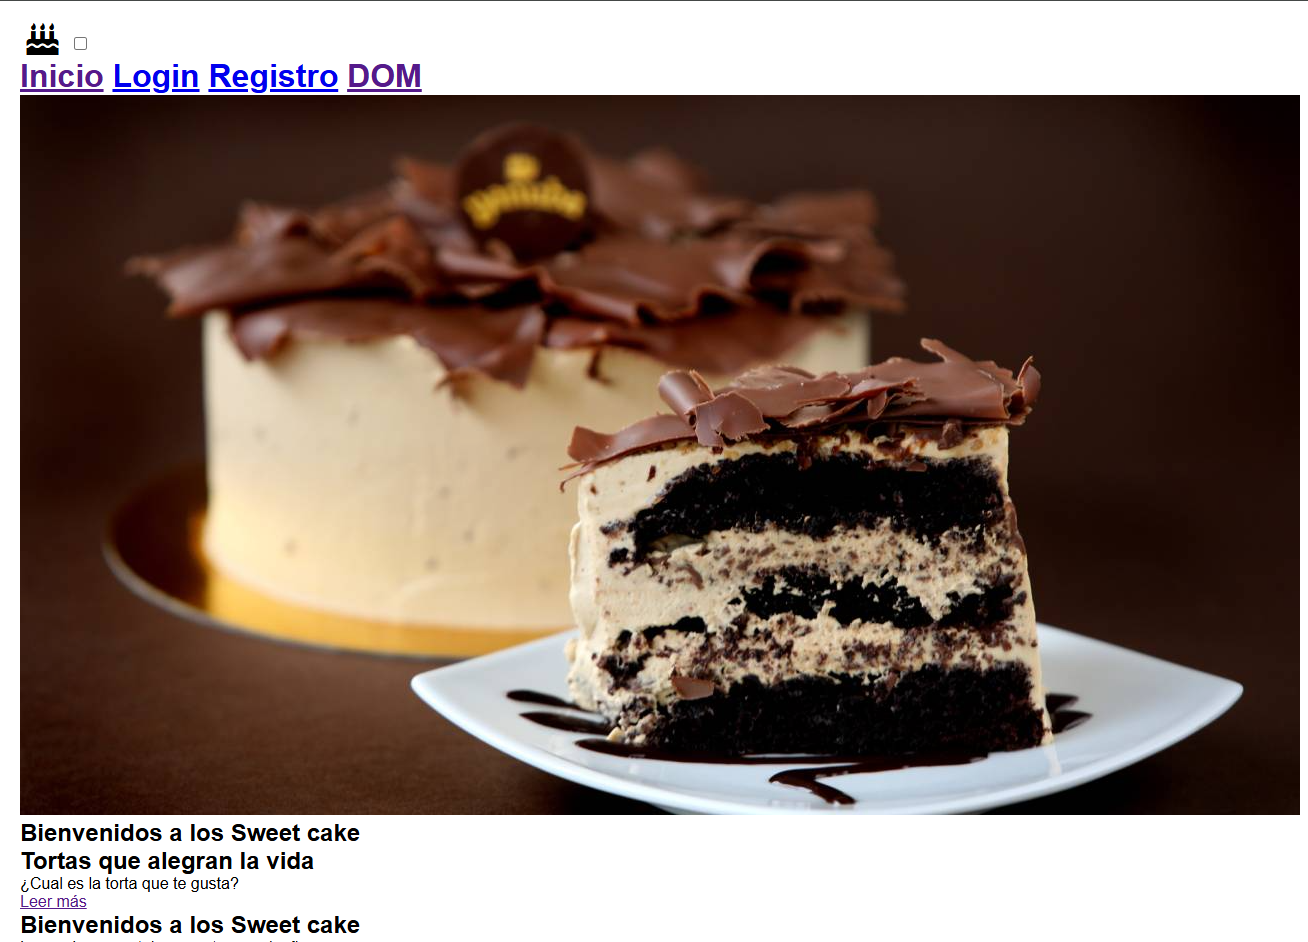 Inicio Login Registro DOM
Bienvenidos a los Sweet cake
Tortas que alegran la vida
¿Cual es la torta que te gusta?
Leer más
Bienvenidos a los Sweet cake